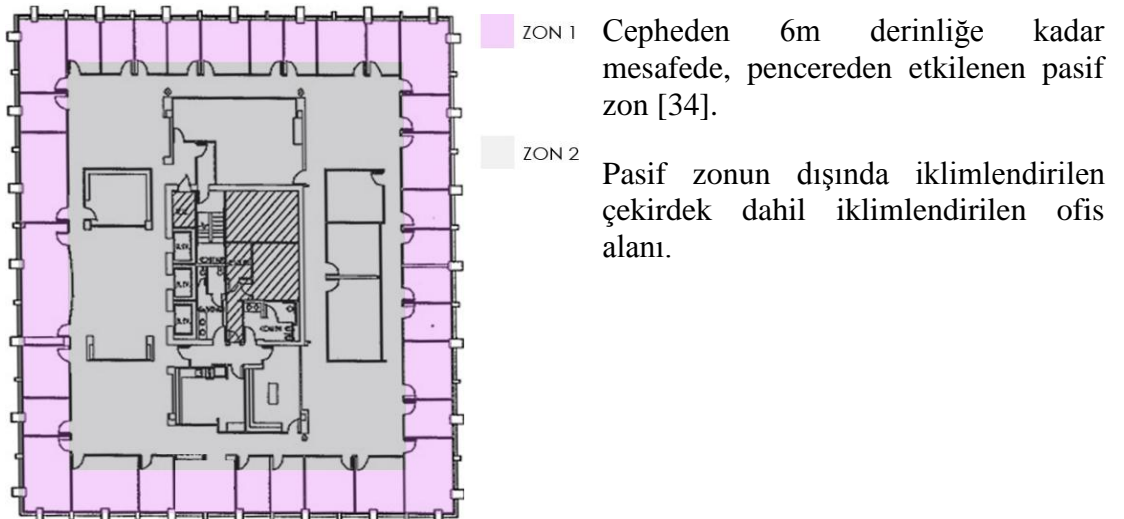 ZON 1
Cepheden 6m derinliğe kadar
mesafede, pencereden etkilenen pasif
zon [34].
ZON 2
Pasif zonun dışında iklimlendirilen
çekirdek dahil iklimlendirilen ofis
alanı.